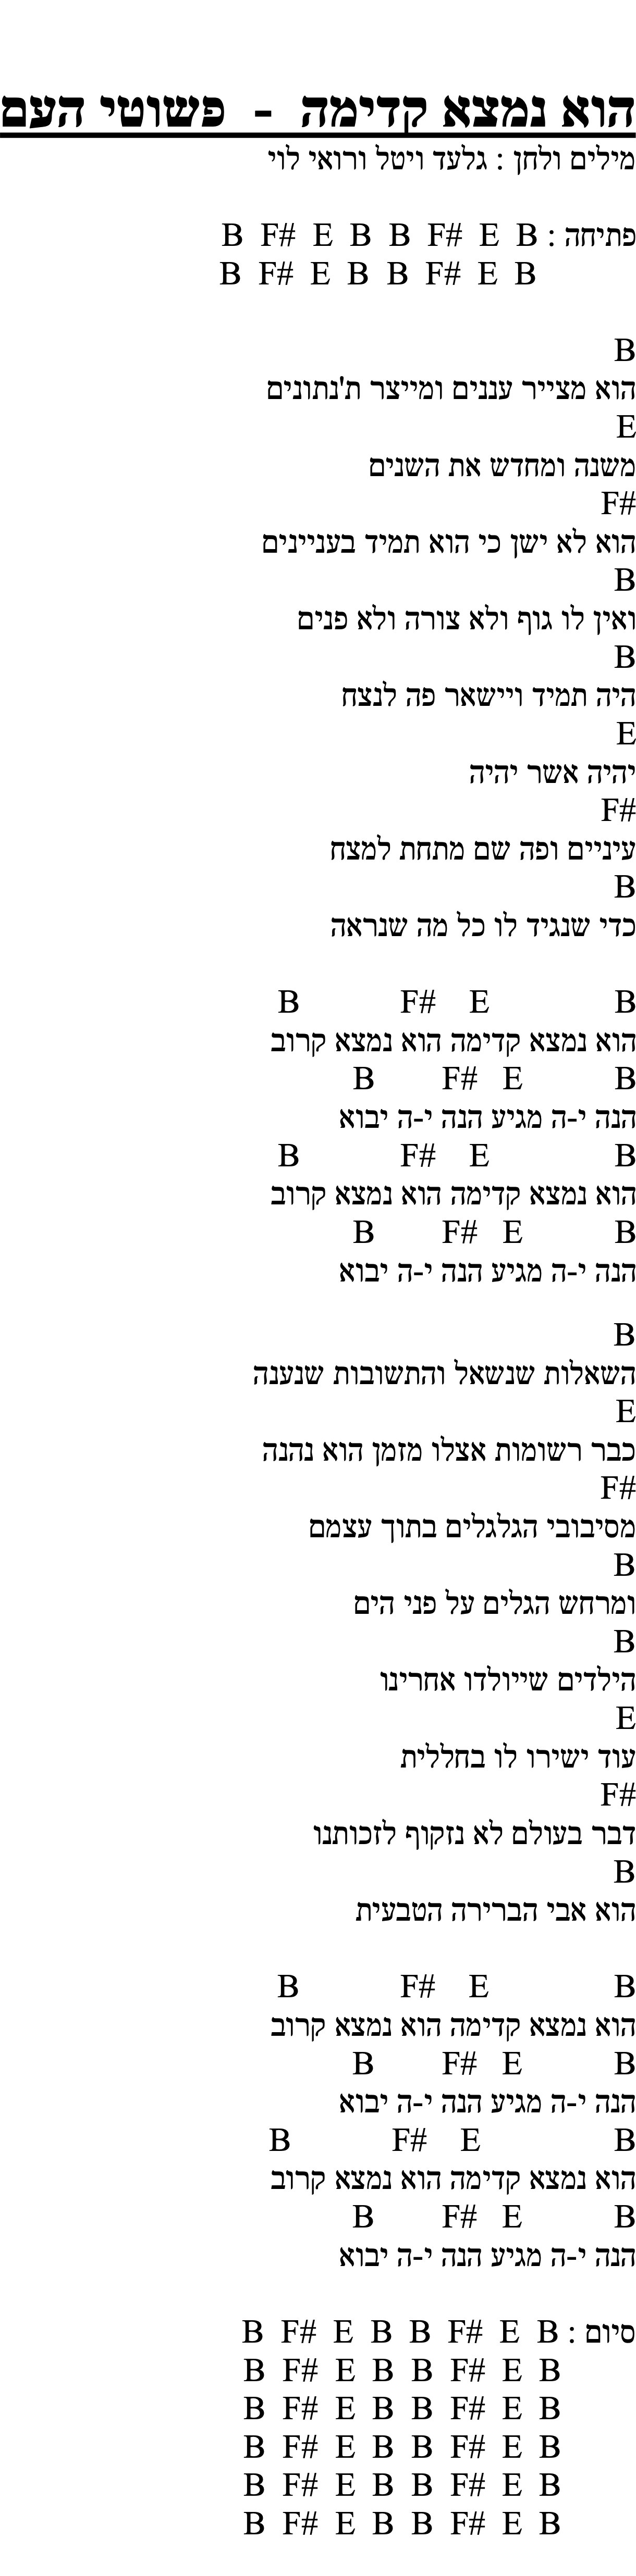 הוא נמצא קדימה - פשוטי העם
מילים ולחן : גלעד ויטל ורואי לוי
פתיחה : B F# E B B F# E B
B F# E B B F# E B
B
הוא מצייר עננים ומייצר ת'נתונים
E
משנה ומחדש את השנים
F#
הוא לא ישן כי הוא תמיד בעניינים
B
ואין לו גוף ולא צורה ולא פנים
B
היה תמיד ויישאר פה לנצח
E
יהיה אשר יהיה
F#
עיניים ופה שם מתחת למצח
B
כדי שנגיד לו כל מה שנראה
B F# E B
הוא נמצא קדימה הוא נמצא קרוב
B F# E B
הנה י-ה מגיע הנה י-ה יבוא
B F# E B
הוא נמצא קדימה הוא נמצא קרוב
B F# E B
הנה י-ה מגיע הנה י-ה יבוא
B
השאלות שנשאל והתשובות שנענה
E
כבר רשומות אצלו מזמן הוא נהנה
F#
מסיבובי הגלגלים בתוך עצמם
B
ומרחש הגלים על פני הים
B
הילדים שייולדו אחרינו
E
עוד ישירו לו בחללית
F#
דבר בעולם לא נזקוף לזכותנו
B
הוא אבי הברירה הטבעית
B F# E B
הוא נמצא קדימה הוא נמצא קרוב
B F# E B
הנה י-ה מגיע הנה י-ה יבוא
B F# E B
הוא נמצא קדימה הוא נמצא קרוב
B F# E B
הנה י-ה מגיע הנה י-ה יבוא
סיום : B F# E B B F# E B
B F# E B B F# E B
B F# E B B F# E B
B F# E B B F# E B
B F# E B B F# E B
B F# E B B F# E B